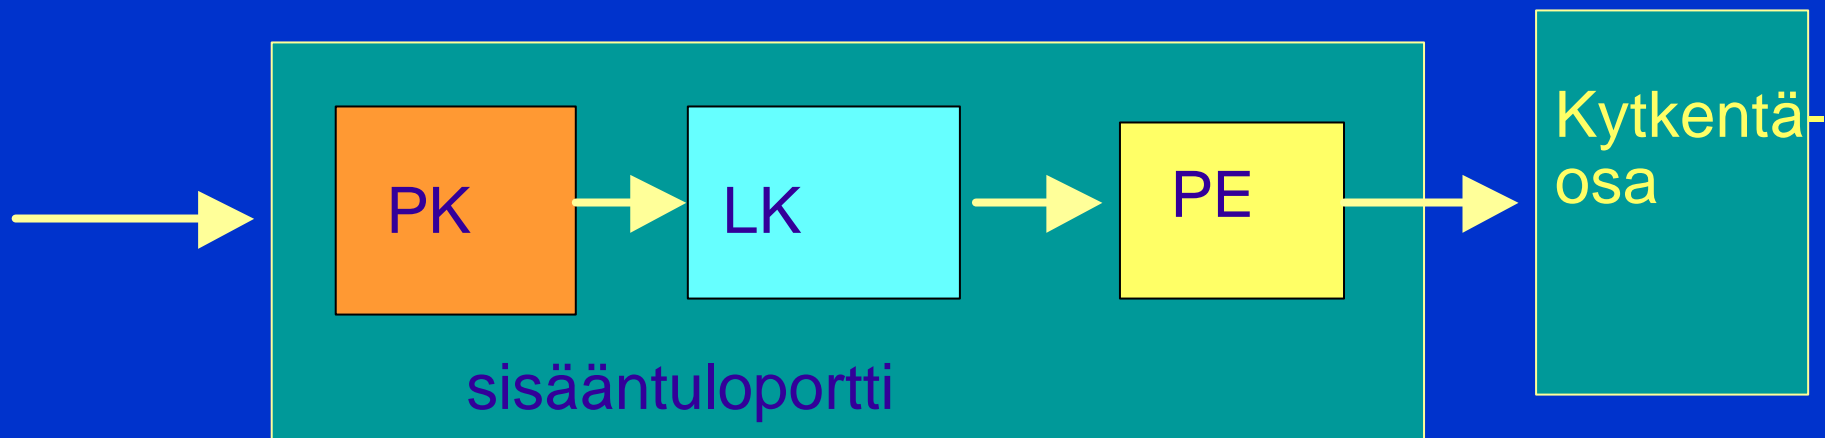 PK
LK
PE
sisääntuloportti
Kytkentä-
osa